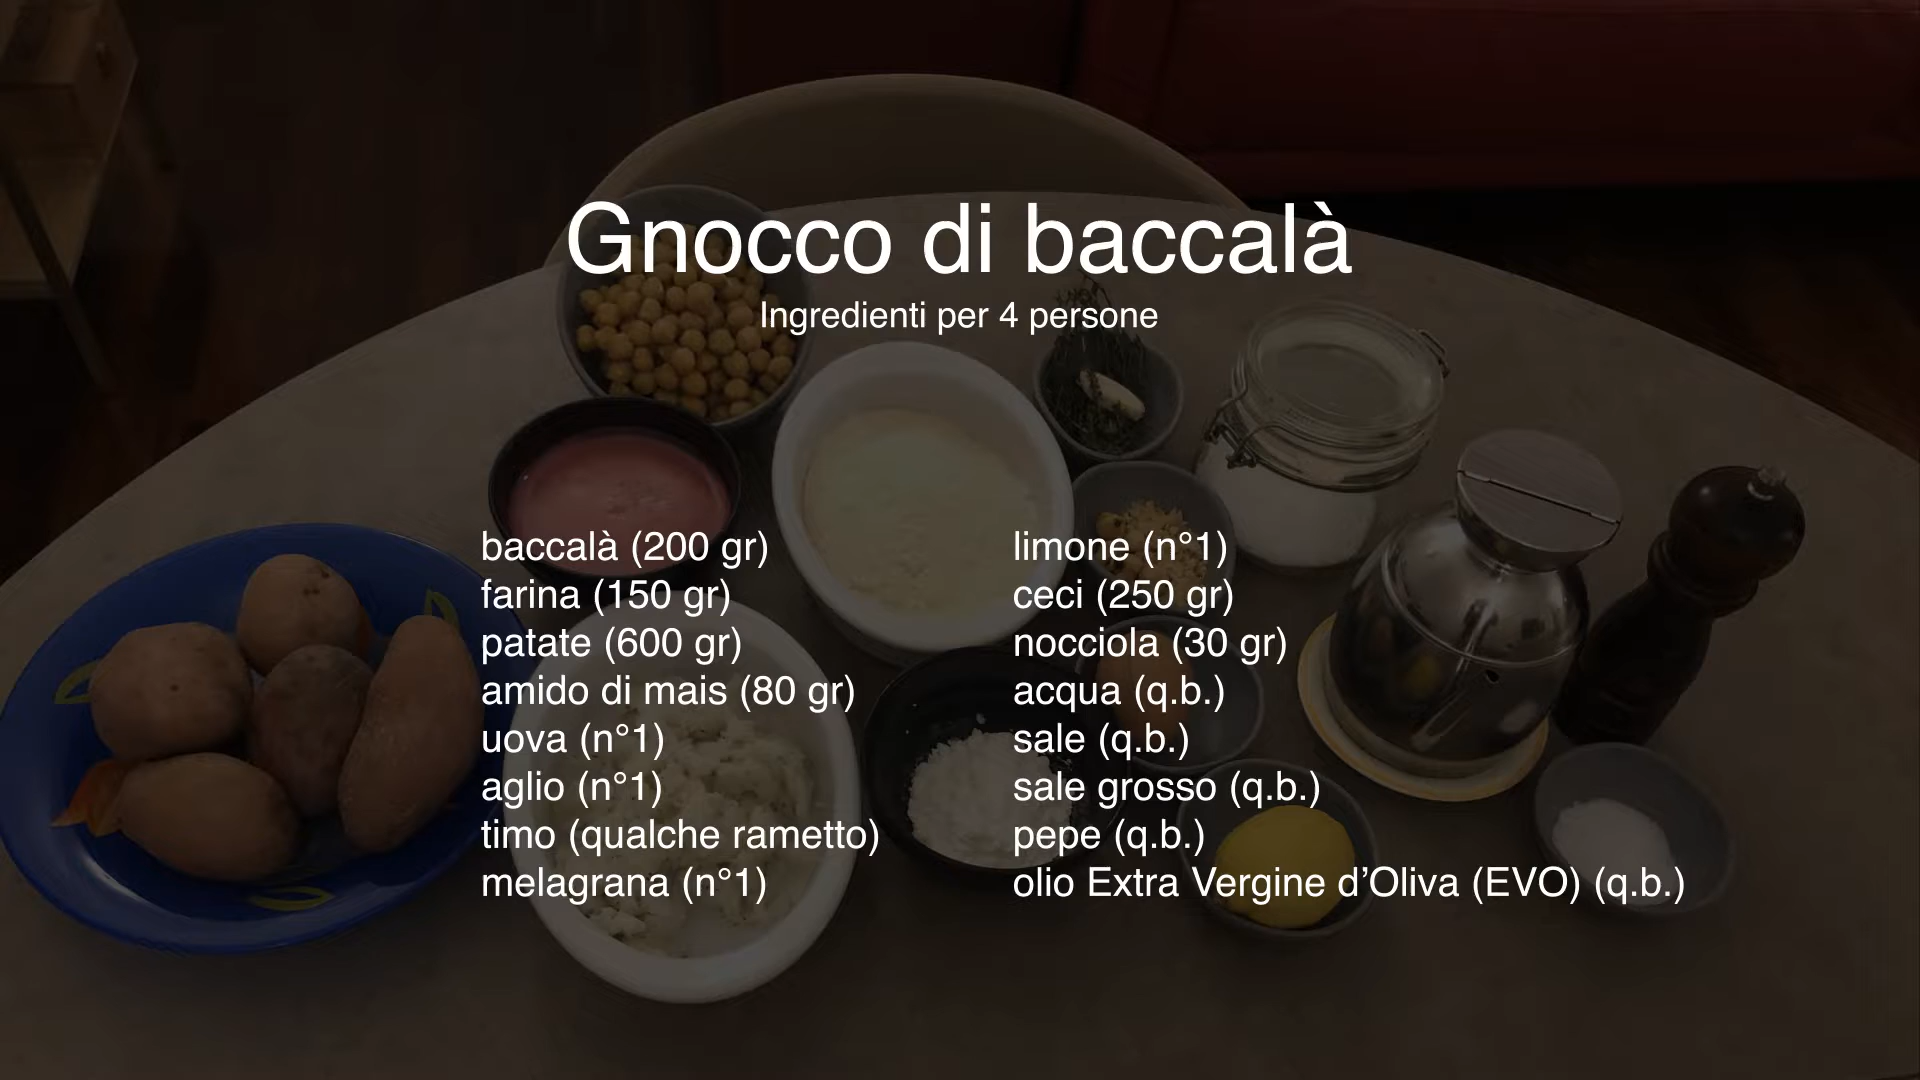 Gnocco di baccalà
Ingredienti per 4 persone
baccalà (200 gr)
farina (150 gr)
patate (600 gr)
amido di mais (80 gr)
uova (n°1)
aglio (n°1)
timo (qualche rametto)
melagrana (n°1)
limone (n°1)
ceci (250 gr)
nocciola (30 gr)
acqua (q.b.)
sale (q.b.)
sale grosso (q.b.)
pepe (q.b.)
olio Extra Vergine d’Oliva (EVO) (q.b.)